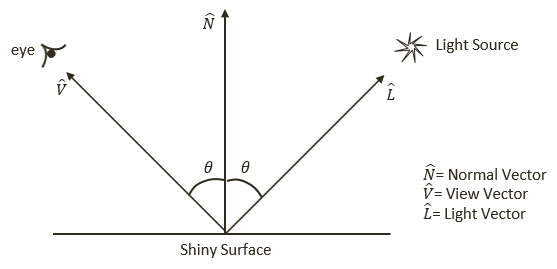 N̂
eye
Light Source
V̂
L̂
θ θ
N̂= Normal Vector
V̂= View Vector
L̂= Light Vector
Shiny Surface